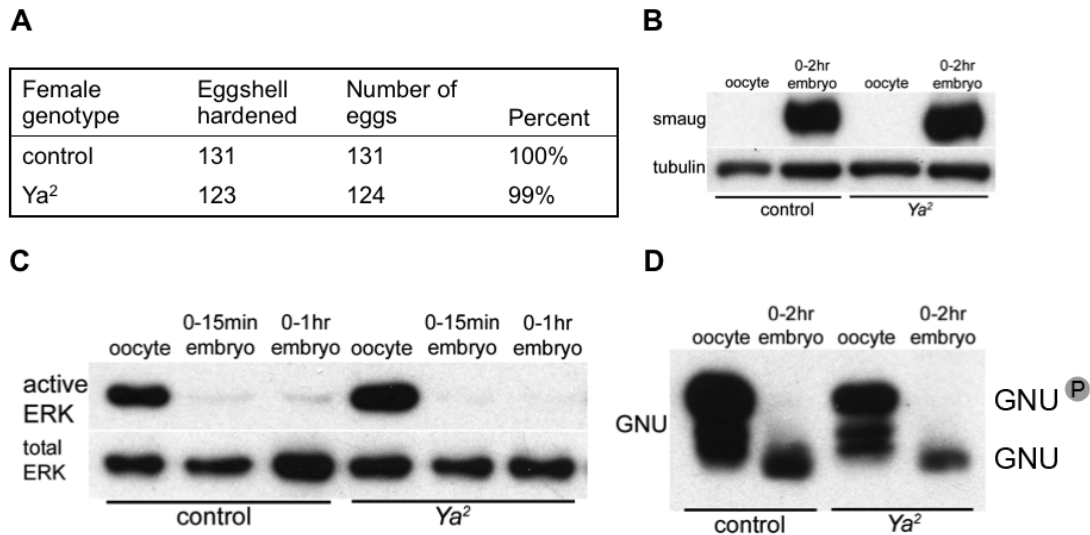 A
Female genotype Eggshell hardened Number of eggs Percent
control 131 131 100%
Ya² 123 124 99%
B
oocyte 0-2hr embryo oocyte 0-2hr embryo
smaug
tubulin
control Ya²
C
oocyte 0-15min embryo 0-1hr embryo oocyte 0-15min embryo 0-1hr embryo
active ERK
total ERK
control Ya²
D
oocyte 0-2hr embryo oocyte 0-2hr embryo
GNU
GNU P
GNU
control Ya²